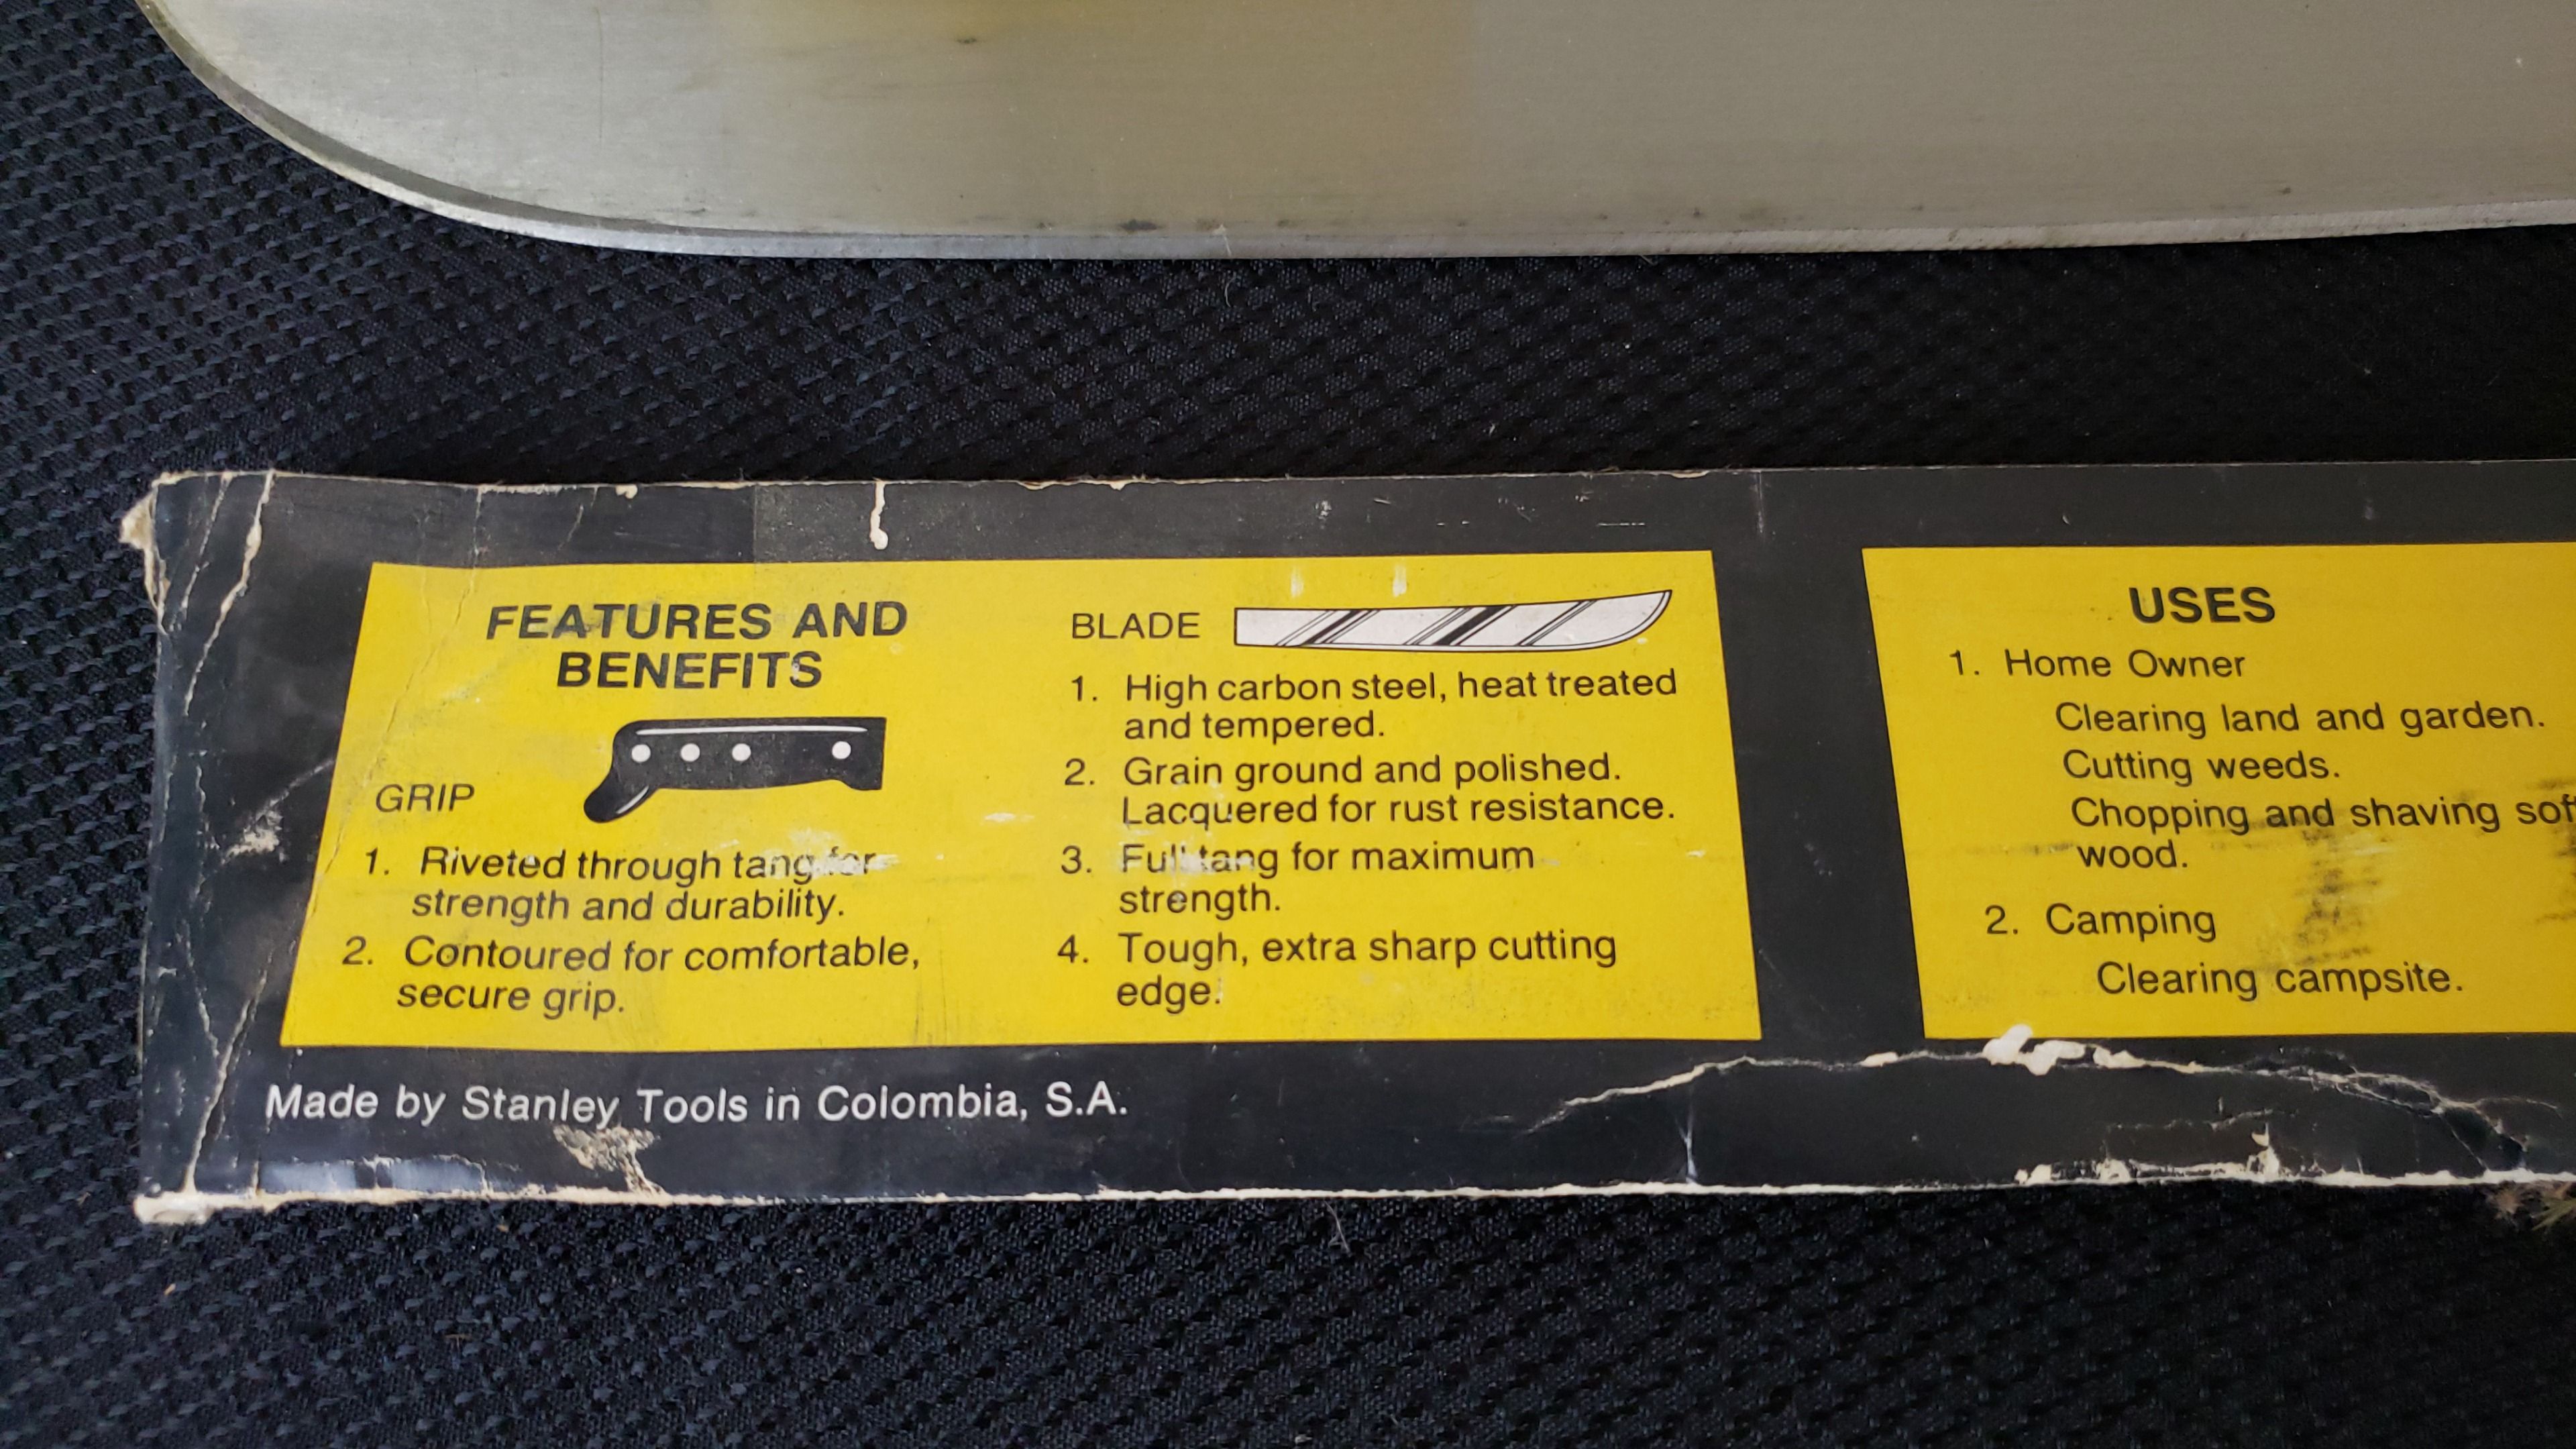 FEATURES AND
BENEFITS
GRIP
1. Riveted through tang for
strength and durability.
2. Contoured for comfortable,
secure grip.
BLADE
1. High carbon steel, heat treated
and tempered.
2. Grain ground and polished.
Lacquered for rust resistance.
3. Full tang for maximum
strength.
4. Tough, extra sharp cutting
edge.
USES
1. Home Owner
Clearing land and garden.
Cutting weeds.
Chopping and shaving
wood.
2. Camping
Clearing campsite.
Made by Stanley Tools in Colombia, S.A.